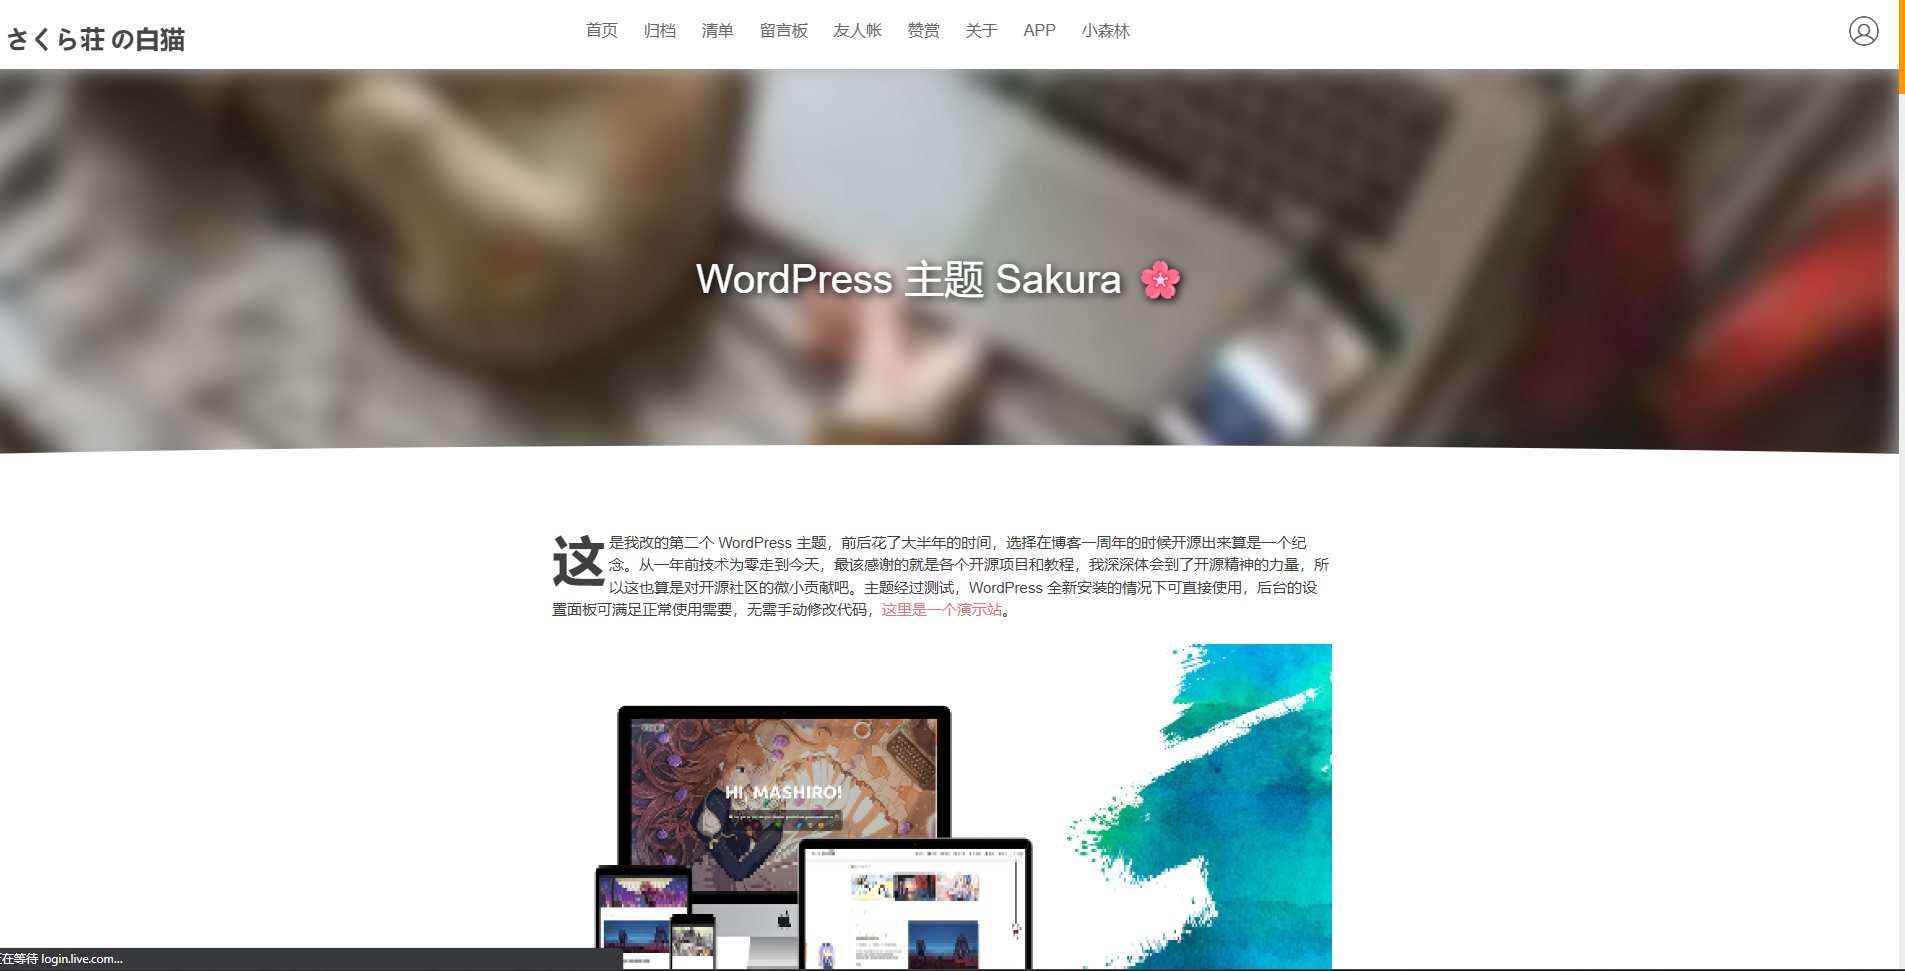 さくら荘 の白猫
首页 归档 清单 留言板 友人帐 赞赏 关于 APP 小森林
WordPress 主题 Sakura 🌸
这是我改的第二个 WordPress 主题，前后花了大半年的时间，选择在博客一周年的时候开源出来算是一个纪
念。从一年前技术为零走到今天，最该感谢的就是各个开源项目和教程，我深深体会到了开源精神的力量，所
以这也算是对开源社区的微小贡献吧。主题经过测试，WordPress 全新安装的情况下可直接使用，后台的设
置面板可满足正常使用需要，无需手动修改代码，这里是一个演示站。
HI, MASHIRO!
在等待 login.live.com...